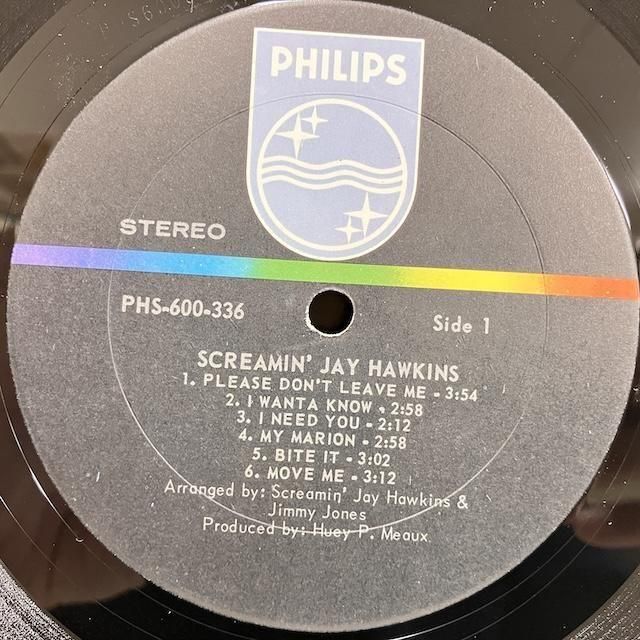 PHILIPS
STEREO
PHS-600-336
Side 1
SCREAMIN' JAY HAWKINS
1. PLEASE DON'T LEAVE ME - 3:54
2. I WANTA KNOW - 2:58
3. I NEED YOU - 2:12
4. MY MARION - 2:58
5. BITE IT - 3:02
6. MOVE ME - 3:12
Arranged by: Screamin' Jay Hawkins &
Jimmy Jones
Produced by: Huey P. Meaux